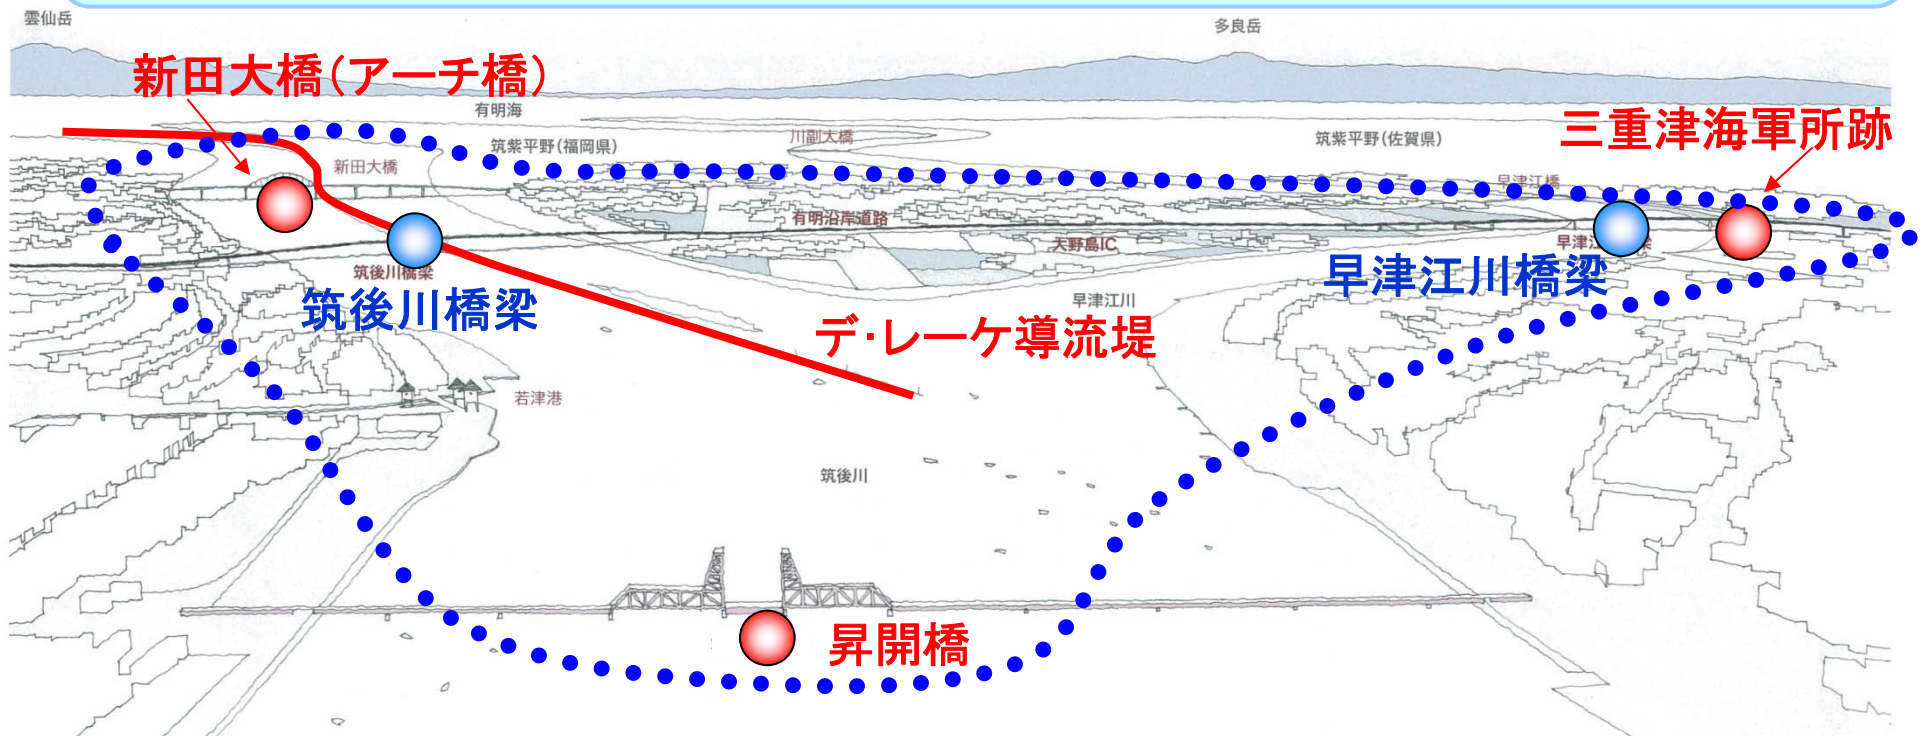 雲仙岳
多良岳
新田大橋（アーチ橋）
有明海
三重津海軍所跡
川副大橋
筑紫平野(福岡県)
筑紫平野(佐賀県)
新田大橋
早津江橋
有明沿岸道路
大野島IC
筑後川橋梁
早津江川橋梁
筑後川橋梁
早津江川
デ・レーケ導流堤
若津港
筑後川
昇開橋